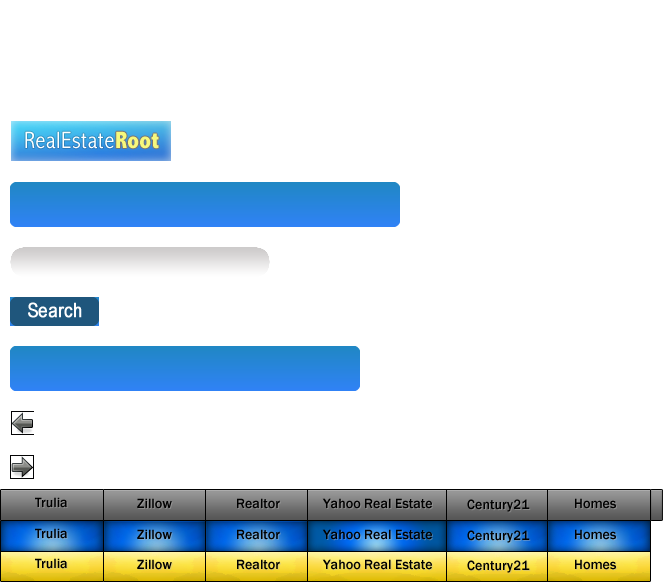 RealEstateRoot
Search
Trulia Zillow Realtor Yahoo Real Estate Century21 Homes
Trulia Zillow Realtor Yahoo Real Estate Century21 Homes
Trulia Zillow Realtor Yahoo Real Estate Century21 Homes